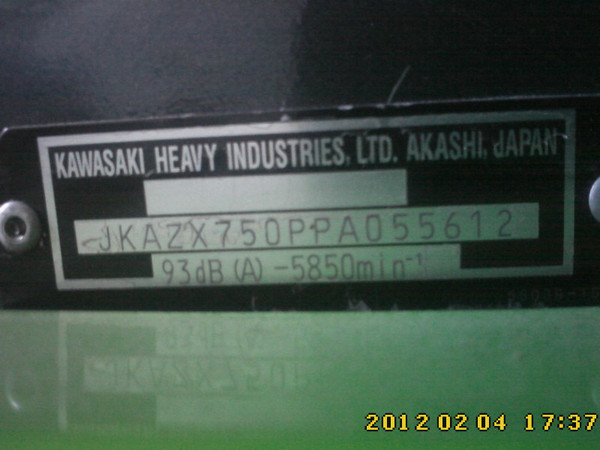 KAWASAKI HEAVY INDUSTRIES, LTD. AKASHI, JAPAN
JKAZX750PPA055612
93dB (A) -5850min⁻¹
2012 02 04 17:37